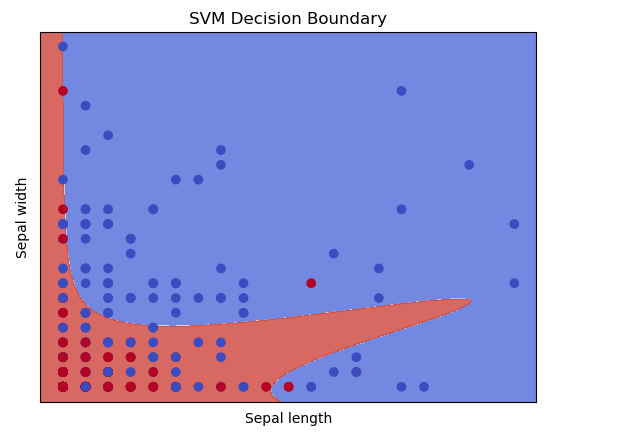 SVM Decision Boundary
Sepal width
Sepal length